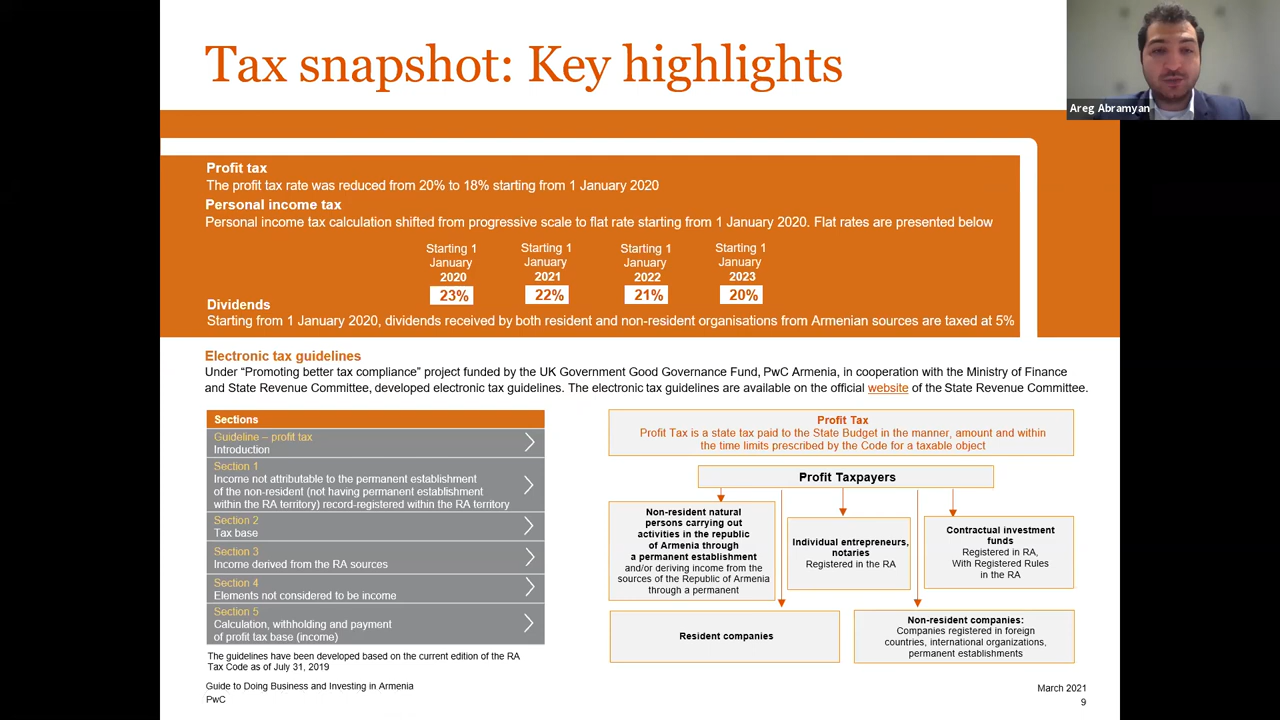 Tax snapshot: Key highlights
Areg Abramyan
Profit tax
The profit tax rate was reduced from 20% to 18% starting from 1 January 2020
Personal income tax
Personal income tax calculation shifted from progressive scale to flat rate starting from 1 January 2020. Flat rates are presented below
Starting 1
January
2020
23%
Starting 1
January
2021
22%
Starting 1
January
2022
21%
Starting 1
January
2023
20%
Dividends
Starting from 1 January 2020, dividends received by both resident and non-resident organisations from Armenian sources are taxed at 5%
Electronic tax guidelines
Under “Promoting better tax compliance” project funded by the UK Government Good Governance Fund, PwC Armenia, in cooperation with the Ministry of Finance
and State Revenue Committee, developed electronic tax guidelines. The electronic tax guidelines are available on the official website of the State Revenue Committee.
Sections
Guideline – profit tax
Introduction
Section 1
Income not attributable to the permanent establishment
of the non-resident (not having permanent establishment
within the RA territory) record-registered within the RA territory
Section 2
Tax base
Section 3
Income derived from the RA sources
Section 4
Elements not considered to be income
Section 5
Calculation, withholding and payment
of profit tax base (income)
The guidelines have been developed based on the current edition of the RA
Tax Code as of July 31, 2019
Profit Tax
Profit Tax is a state tax paid to the State Budget in the manner, amount and within
the time limits prescribed by the Code for a taxable object
Profit Taxpayers
Non-resident natural
persons carrying out
activities in the republic
of Armenia through
a permanent establishment
and/or deriving income from the
sources of the Republic of Armenia
through a permanent
Individual entrepreneurs,
notaries
Registered in the RA
Contractual investment
funds
Registered in RA,
With Registered Rules
in the RA
Resident companies
Non-resident companies:
Companies registered in foreign
countries, international organizations,
permanent establishments
Guide to Doing Business and Investing in Armenia
PwC
March 2021
9